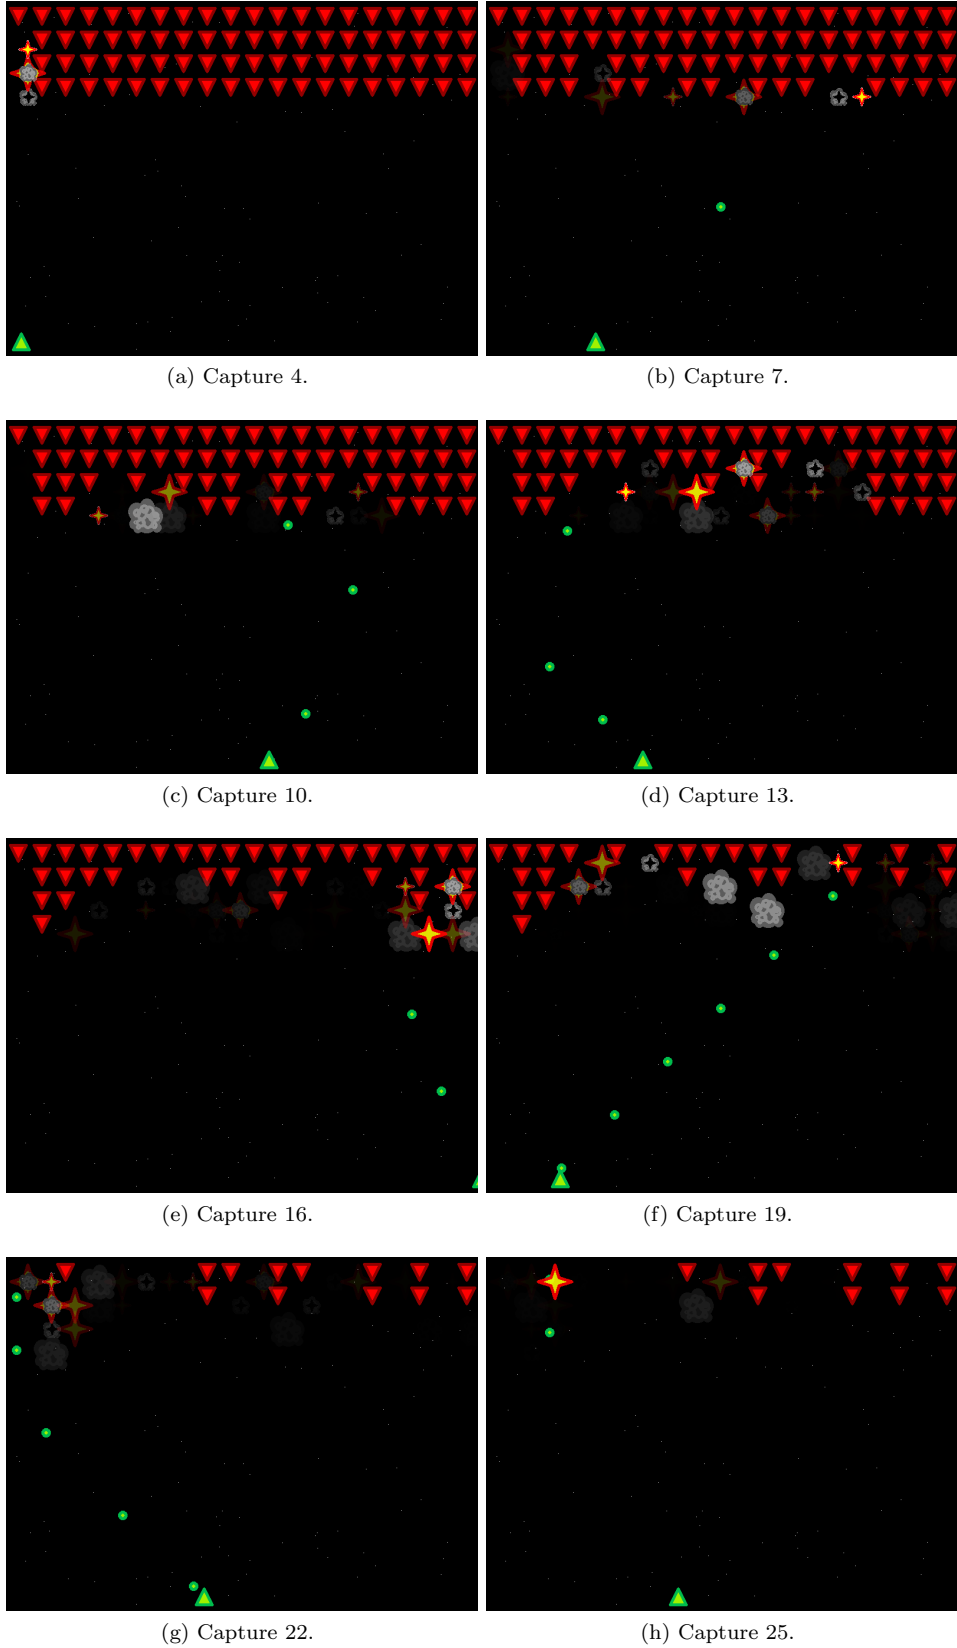 (a) Capture 4.
(b) Capture 7.
(c) Capture 10.
(d) Capture 13.
(e) Capture 16.
(f) Capture 19.
(g) Capture 22.
(h) Capture 25.